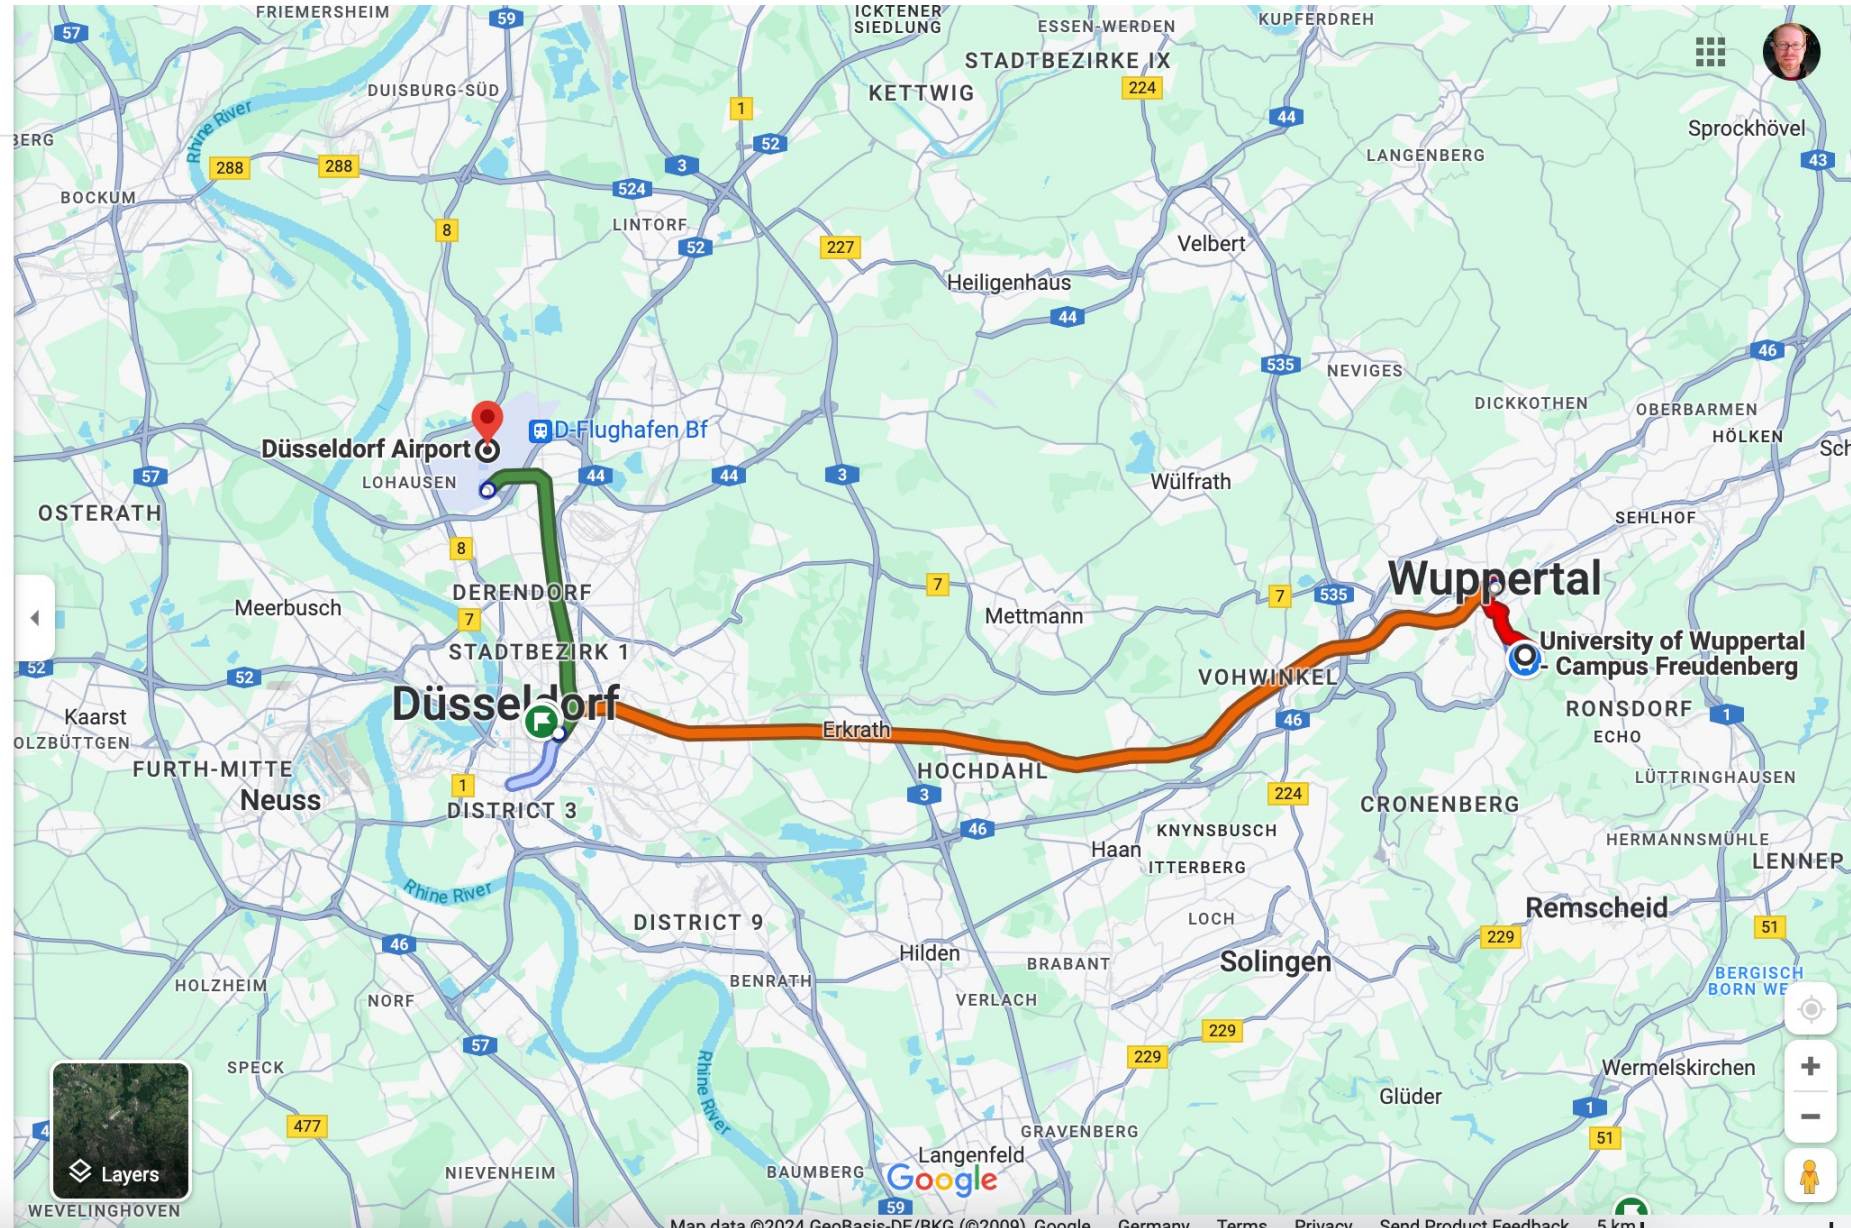 FRIEMERSHEIM
59
57
ICKTENER
SIEDLUNG
ESSEN-WERDEN
KUPFERDREH
STADTBEZIRKE IX
DUISBURG-SÜD
KETTWIG
224
1
44
Rhine River
52
Sprockhövel
LANGENBERG
43
288
288
3
524
BOCKUM
LINTORF
8
52
227
Velbert
Heiligenhaus
44
46
535
NEVIGES
DICKKOTHEN
OBERBARMEN
HÖLKEN
D-Flughafen Bf
Düsseldorf Airport
LOHAUSEN
57
44
44
3
Wülfrath
OSTERATH
SEHLHOF
8
DERENDORF
7
7
535
Wuppertal
Meerbusch
7
Mettmann
University of Wuppertal
- Campus Freudenberg
STADTBEZIRK 1
52
52
VOHWINKEL
Düsseldorf
Kaarst
Erkrath
46
RONSDORF
1
ECHO
FURTH-MITTE
HOCHDAHL
LÜTTRINGHAUSEN
Neuss
1
DISTRICT 3
3
224
CRONENBERG
46
KNYNSBUSCH
HERMANNSMÜHLE
Haan
ITTERBERG
LENNEP
Rhine River
DISTRICT 9
LOCH
Remscheid
46
Hilden
BRABANT
Solingen
229
51
HOLZHEIM
NORF
BENRATH
VERLACH
BERGISCH
57
229
229
SPECK
Rhine River
Wermelskirchen
Glüder
1
477
GRAVENBERG
51
Layers
NIEVENHEIM
BAUMBERG
Langenfeld
Google
WEVELINGHOVEN
59
Map data ©2024 GeoBasis-DE/BKG (©2009), Google Germany Terms Privacy Send Product Feedback 5 km